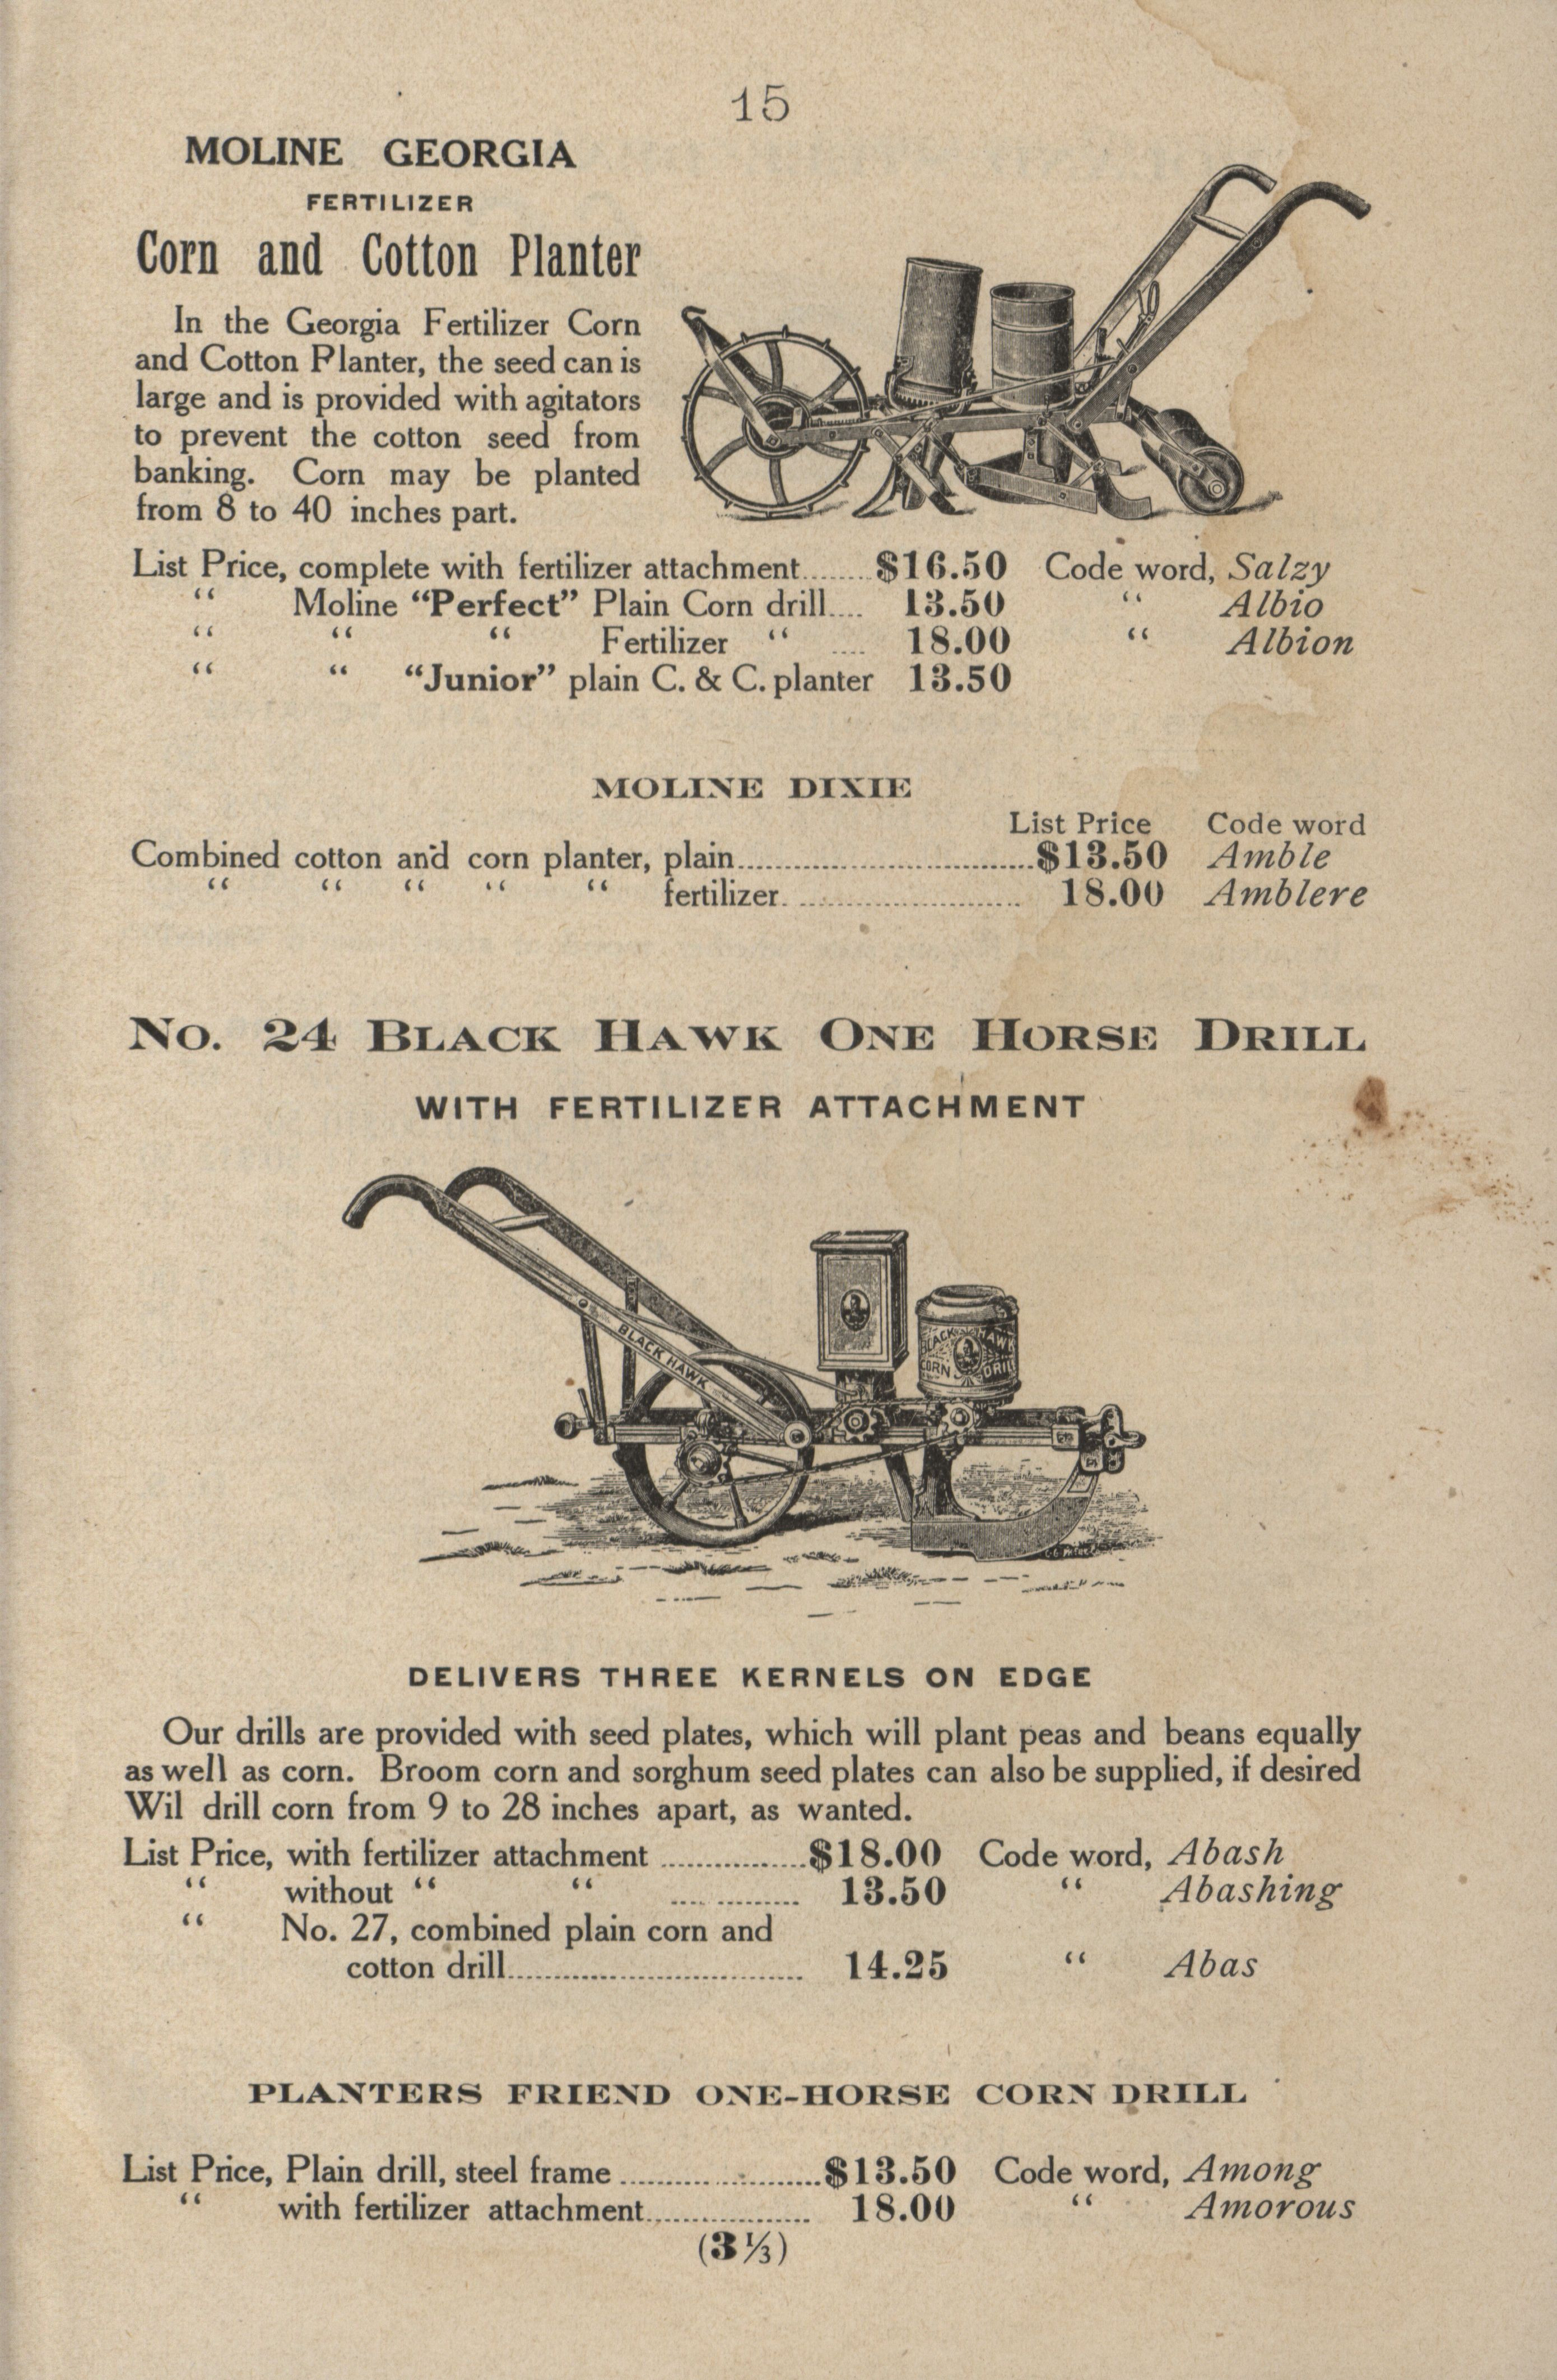 15
MOLINE GEORGIA
FERTILIZER
Corn and Cotton Planter
In the Georgia Fertilizer Corn
and Cotton Planter, the seed can is
large and is provided with agitators
to prevent the cotton seed from
banking. Corn may be planted
from 8 to 40 inches part.
List Price, complete with fertilizer attachment........$16.50 Code word, Salzy
“ Moline “Perfect” Plain Corn drill.... 13.50 “ Albio
“ “ “ Fertilizer “ .... 18.00 “ Albion
“ “ “Junior” plain C. & C. planter 13.50
MOLINE DIXIE
List Price Code word
Combined cotton and corn planter, plain..................................$13.50 Amble
“ “ “ “ “ fertilizer. ......................... 18.00 Amblere
No. 24 BLACK HAWK ONE HORSE DRILL
WITH FERTILIZER ATTACHMENT
BLACK HAWK
BLACK HAWK
CORN DRILL
DELIVERS THREE KERNELS ON EDGE
Our drills are provided with seed plates, which will plant peas and beans equally
as well as corn. Broom corn and sorghum seed plates can also be supplied, if desired
Wil drill corn from 9 to 28 inches apart, as wanted.
List Price, with fertilizer attachment .................$18.00 Code word, Abash
“ without “ “ .... .......... 13.50 “ Abashing
“ No. 27, combined plain corn and
cotton drill.................................. 14.25 “ Abas
PLANTERS FRIEND ONE-HORSE CORN DRILL
List Price, Plain drill, steel frame .......................$13.50 Code word, Among
“ with fertilizer attachment................... 18.00 “ Amorous
(3⅓)